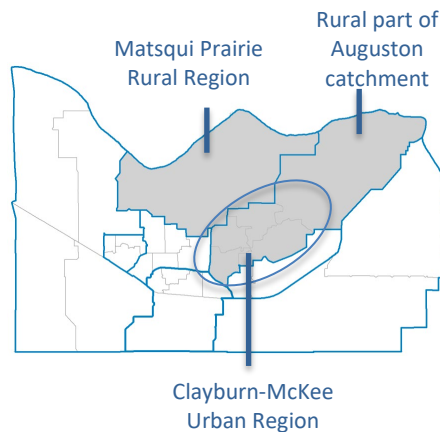 Matsqui Prairie
Rural Region
Rural part of
Auguston
catchment
Clayburn-McKee
Urban Region